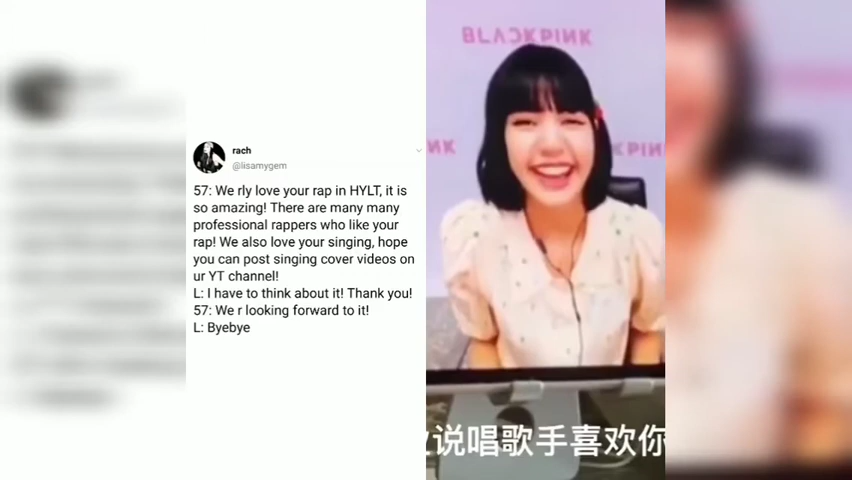 rach
@lisamygem
57: We rly love your rap in HYLT, it is
so amazing! There are many many
professional rappers who like your
rap! We also love your singing, hope
you can post singing cover videos on
ur YT channel!
L: I have to think about it! Thank you!
57: We r looking forward to it!
L: Byebye
BLACKPINK
NK
PINK
说唱歌手喜欢你